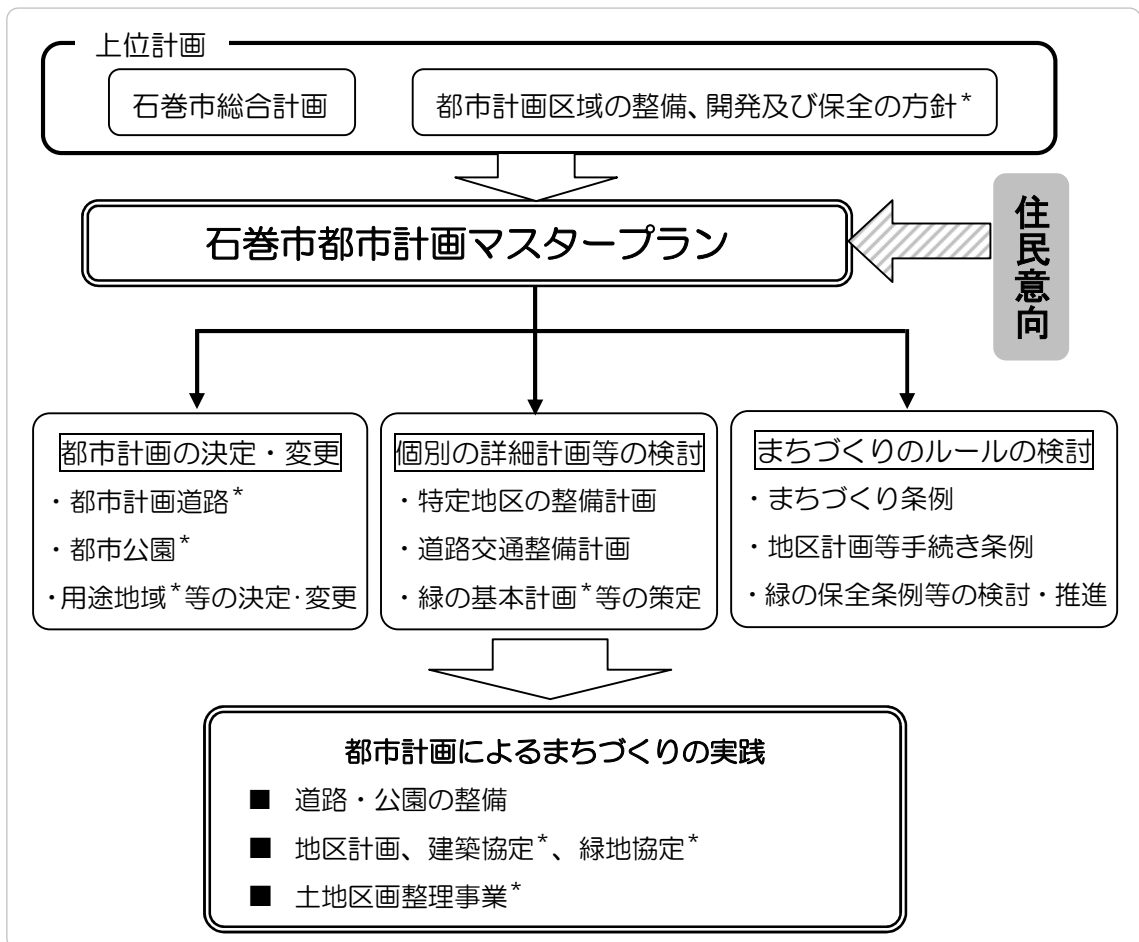 上位計画
石巻市総合計画
都市計画区域の整備、開発及び保全の方針*
石巻市都市計画マスタープラン
住民意向
都市計画の決定・変更
・都市計画道路*
・都市公園*
・用途地域*等の決定・変更
個別の詳細計画等の検討
・特定地区の整備計画
・道路交通整備計画
・緑の基本計画*等の策定
まちづくりのルールの検討
・まちづくり条例
・地区計画等手続き条例
・緑の保全条例等の検討・推進
都市計画によるまちづくりの実践
■ 道路・公園の整備
■ 地区計画、建築協定*、緑地協定*
■ 土地区画整理事業*